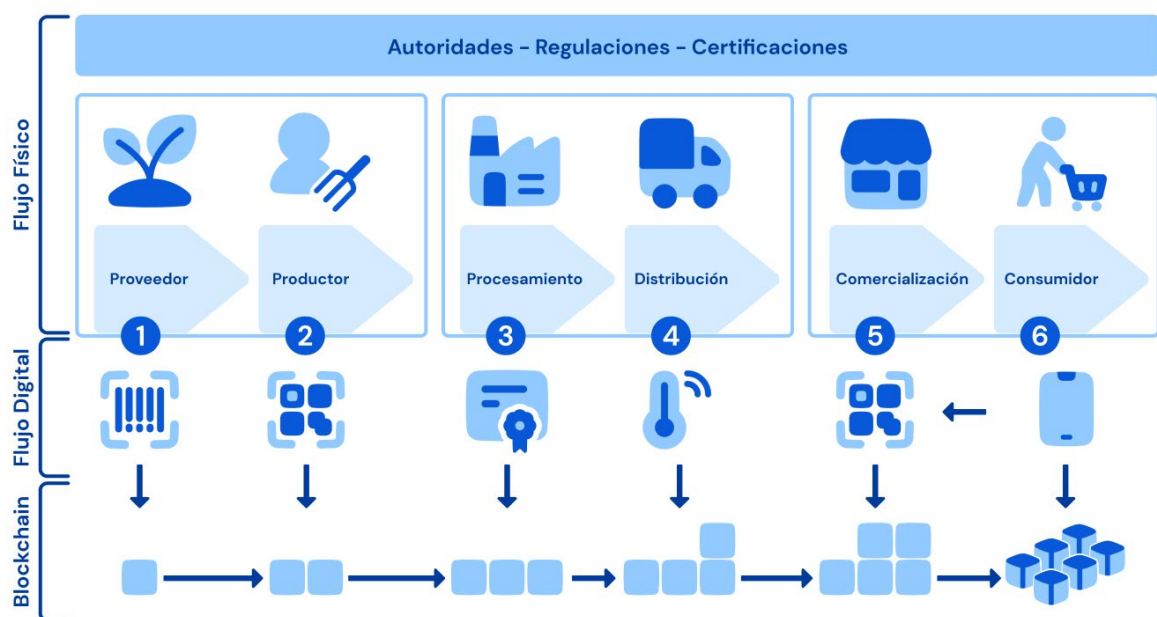 Autoridades - Regulaciones - Certificaciones
Flujo Físico
Proveedor
Productor
Procesamiento
Distribución
Comercialización
Consumidor
1
2
3
4
5
6
Flujo Digital
Blockchain